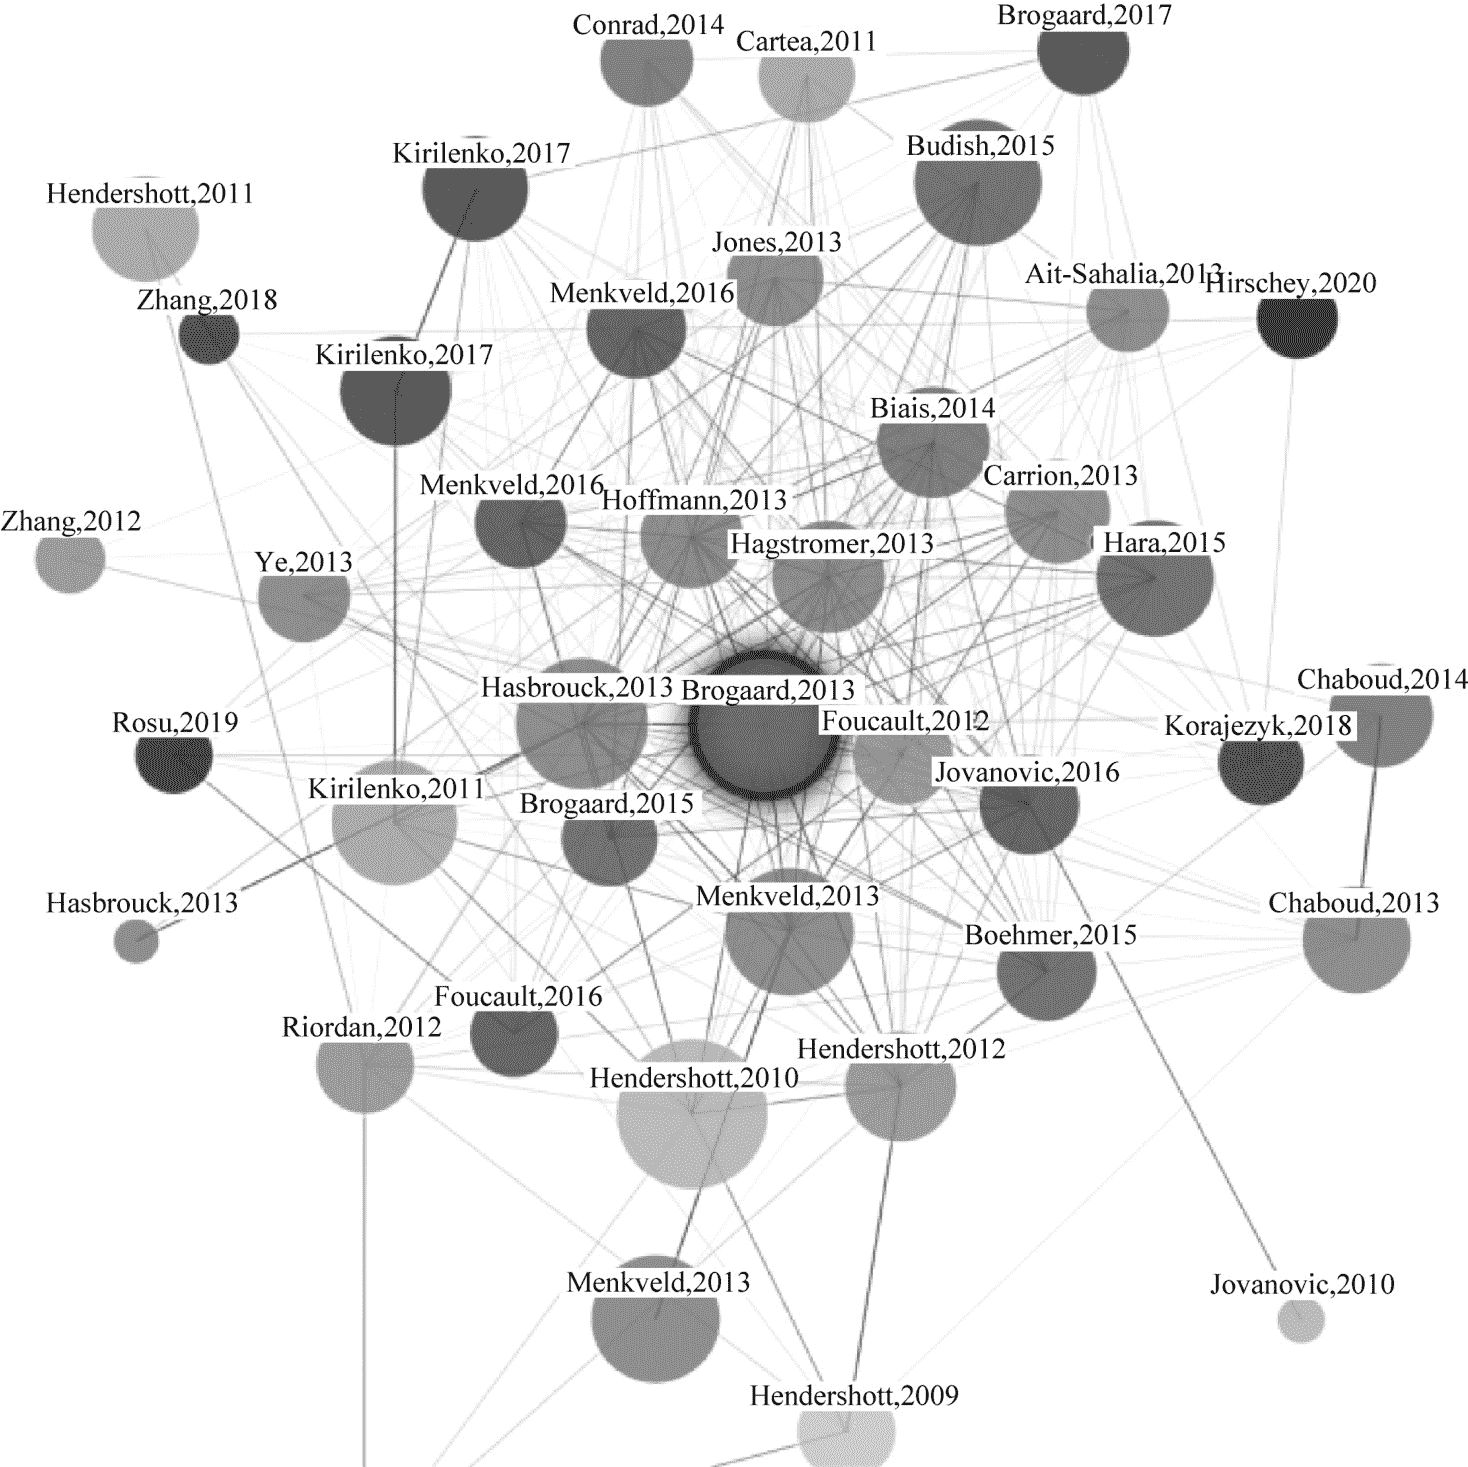 Brogaard,2017
Conrad,2014
Cartea,2011
Budish,2015
Kirilenko,2017
Hendershott,2011
Jones,2013
Ait-Sahalia,2013
Hirschey,2020
Menkveld,2016
Zhang,2018
Kirilenko,2017
Biais,2014
Carrion,2013
Menkveld,2016
Hoffmann,2013
Zhang,2012
Hagstromer,2013
Hara,2015
Ye,2013
Chaboud,2014
Hasbrouck,2013
Brogaard,2013
Foucault,2012
Rosu,2019
Korajezyk,2018
Jovanovic,2016
Kirilenko,2011
Brogaard,2015
Menkveld,2013
Hasbrouck,2013
Chaboud,2013
Boehmer,2015
Foucault,2016
Riordan,2012
Hendershott,2012
Hendershott,2010
Menkveld,2013
Jovanovic,2010
Hendershott,2009